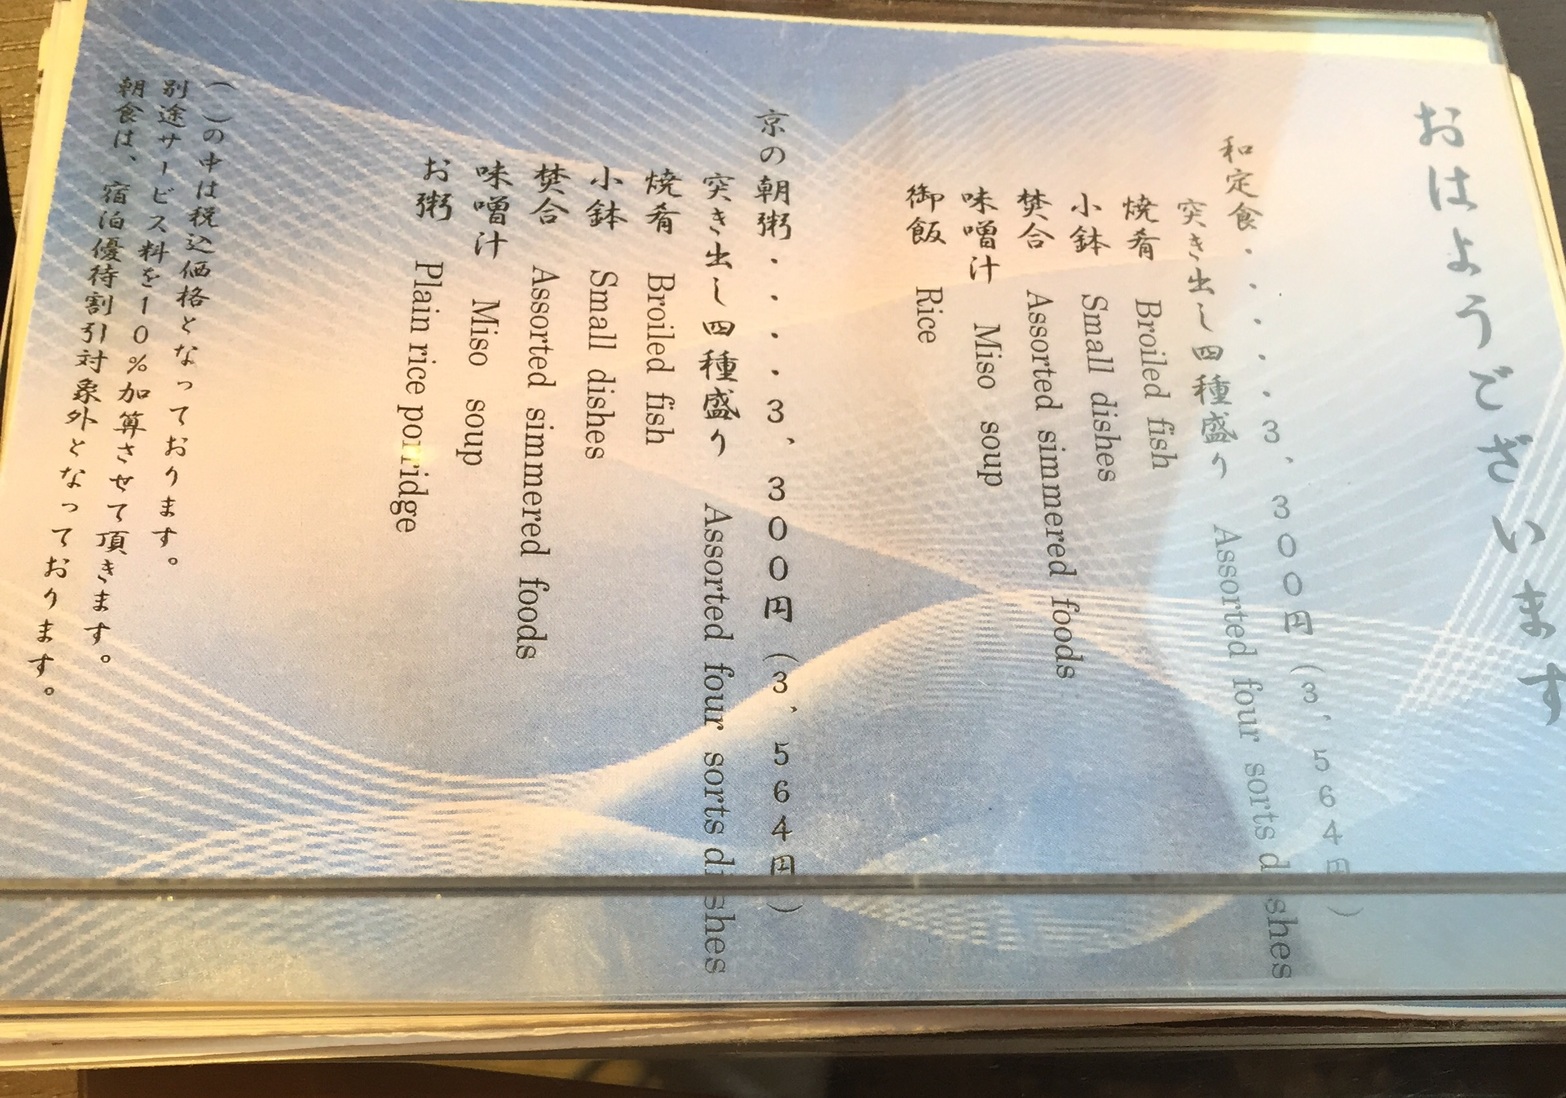 おはようございます
和定食・・・・・3、300円(3、564円)
突き出し四種盛り Assorted four sorts dishes
焼肴 Broiled fish
小鉢 Small dishes
焚合 Assorted simmered foods
味噌汁 Miso soup
御飯 Rice
京の朝粥・・・・3、300円(3、564円)
突き出し四種盛り Assorted four sorts dishes
焼肴 Broiled fish
小鉢 Small dishes
焚合 Assorted simmered foods
味噌汁 Miso soup
お粥 Plain rice porridge
( )の中は税込価格となっております。
別途サービス料を10%加算させて頂きます。
朝食は、宿泊優待割引対象外となっております。